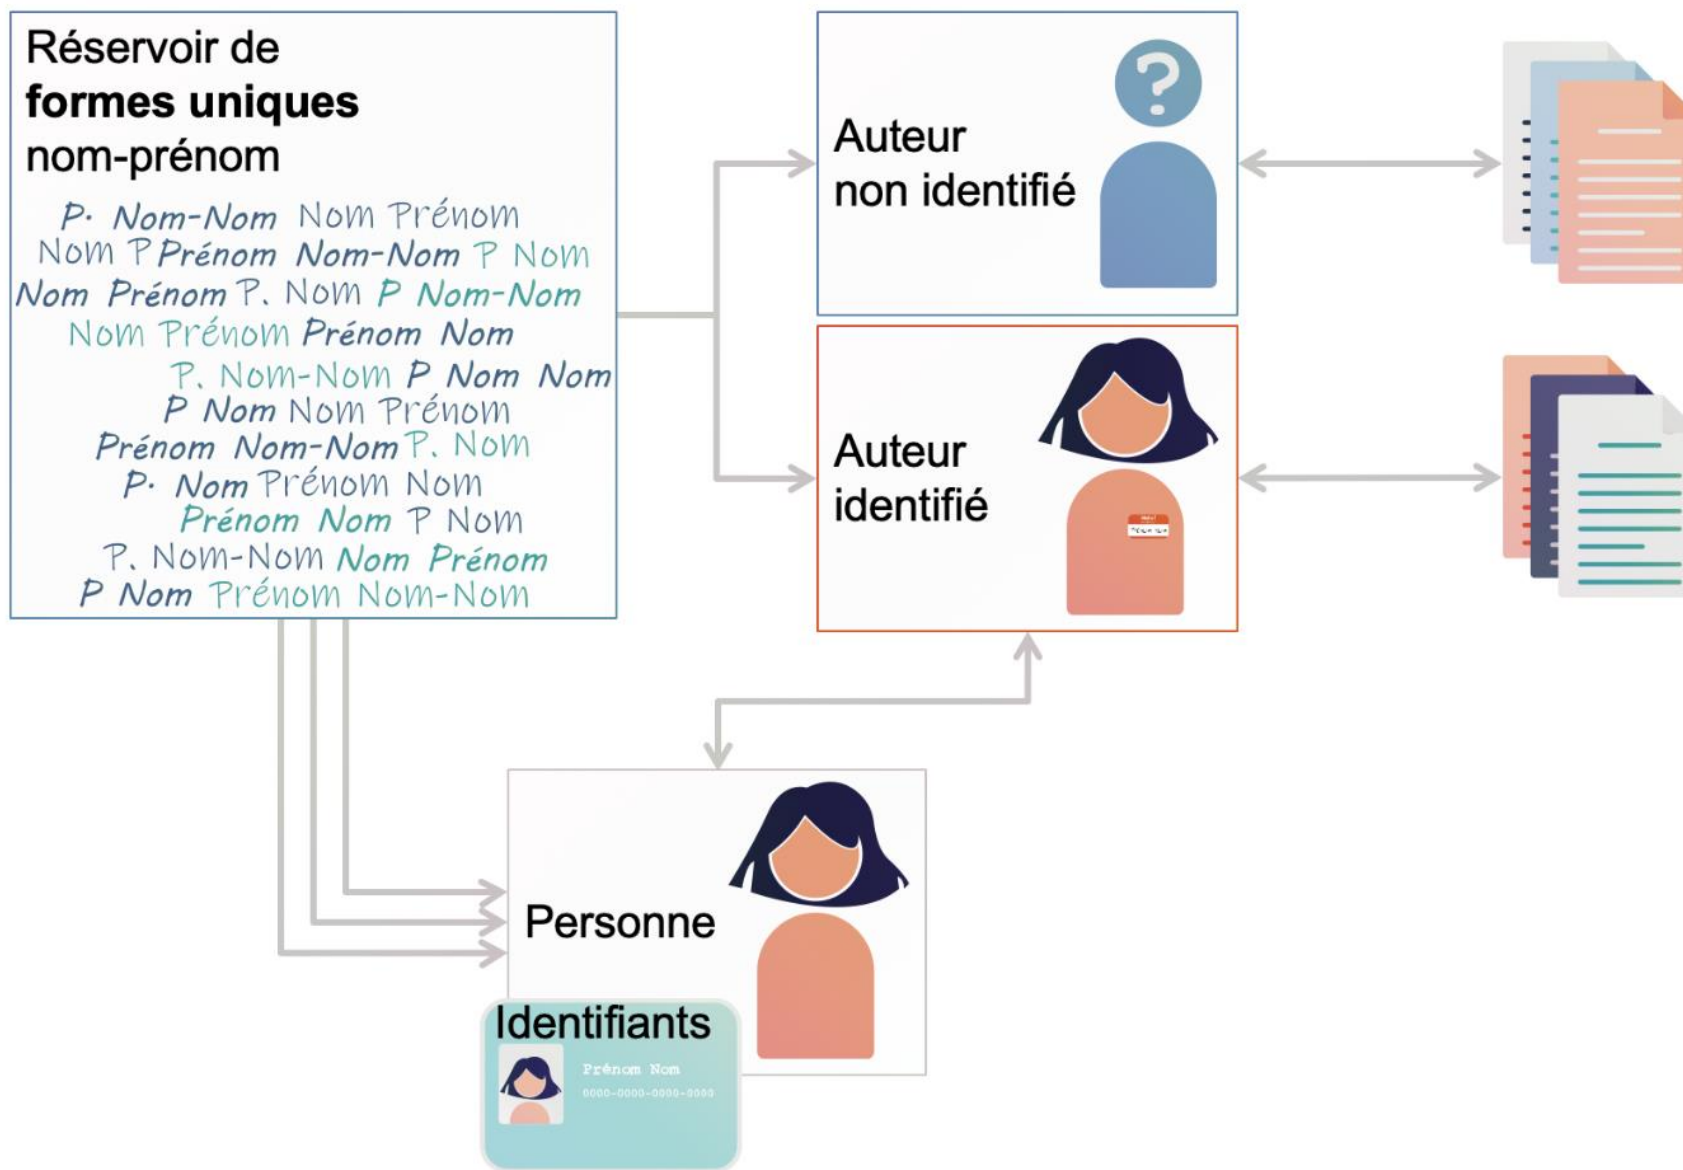 Réservoir de
formes uniques
nom-prénom
P. Nom-Nom Nom Prénom
Nom P Prénom Nom-Nom P Nom
Nom Prénom P. Nom P Nom-Nom
Nom Prénom Prénom Nom
P. Nom-Nom P Nom Nom
P Nom Nom Prénom
Prénom Nom-Nom P. Nom
P. Nom Prénom Nom
Prénom Nom P Nom
P. Nom-Nom Nom Prénom
P Nom Prénom Nom-Nom
Auteur
non identifié
?
Auteur
identifié
Personne
Identifiants
Prénom Nom
0000-0000-0000-0000